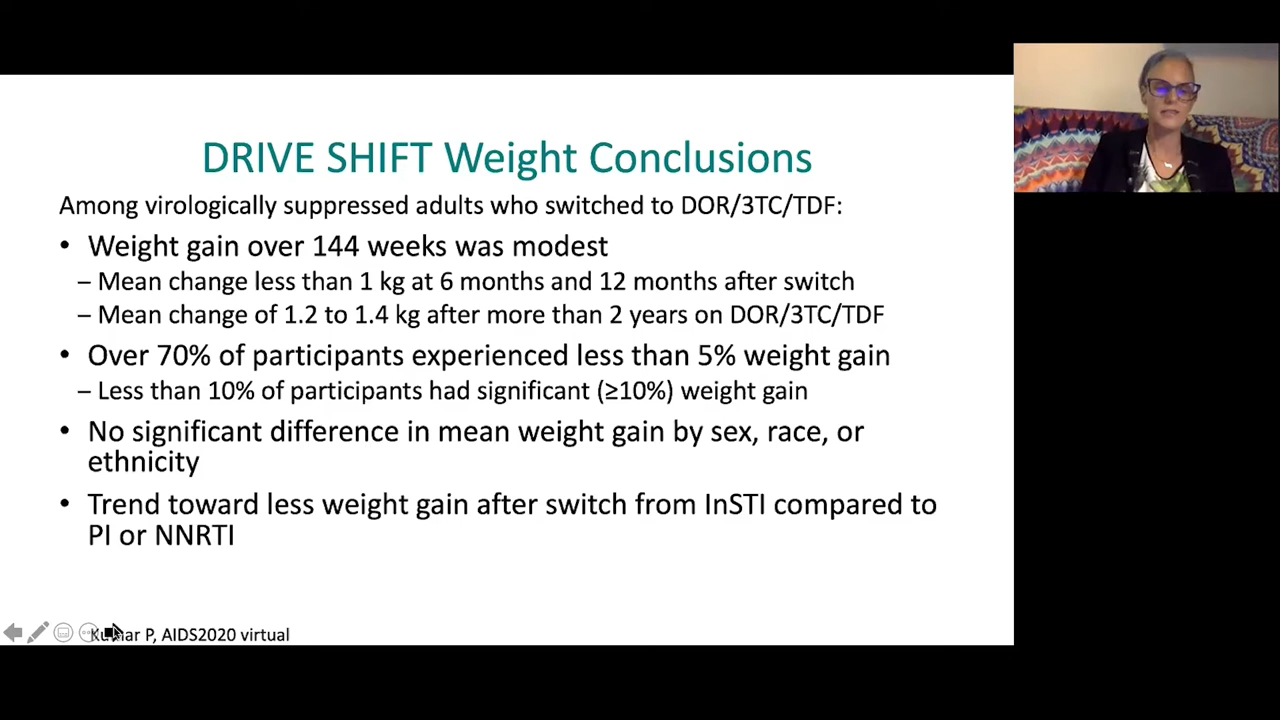 DRIVE SHIFT Weight Conclusions
Among virologically suppressed adults who switched to DOR/3TC/TDF:
• Weight gain over 144 weeks was modest
– Mean change less than 1 kg at 6 months and 12 months after switch
– Mean change of 1.2 to 1.4 kg after more than 2 years on DOR/3TC/TDF
• Over 70% of participants experienced less than 5% weight gain
– Less than 10% of participants had significant (≥10%) weight gain
• No significant difference in mean weight gain by sex, race, or
ethnicity
• Trend toward less weight gain after switch from InSTI compared to
PI or NNRTI
P, AIDS2020 virtual